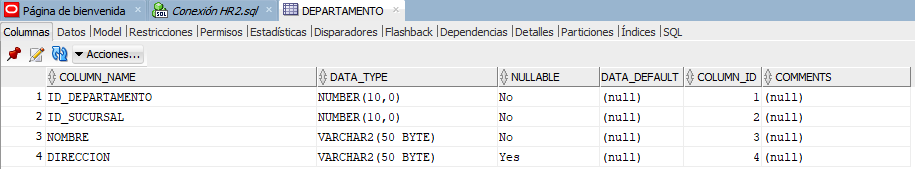 Página de bienvenida Conexión HR2.sql DEPARTAMENTO
Columnas Datos Model Restricciones Permisos Estadísticas Disparadores Flashback Dependencias Detalles Particiones Índices SQL
Acciones...
COLUMN_NAME DATA_TYPE NULLABLE DATA_DEFAULT COLUMN_ID COMMENTS
1 ID_DEPARTAMENTO NUMBER(10,0) No (null) 1 (null)
2 ID_SUCURSAL NUMBER(10,0) No (null) 2 (null)
3 NOMBRE VARCHAR2(50 BYTE) No (null) 3 (null)
4 DIRECCION VARCHAR2(50 BYTE) Yes (null) 4 (null)